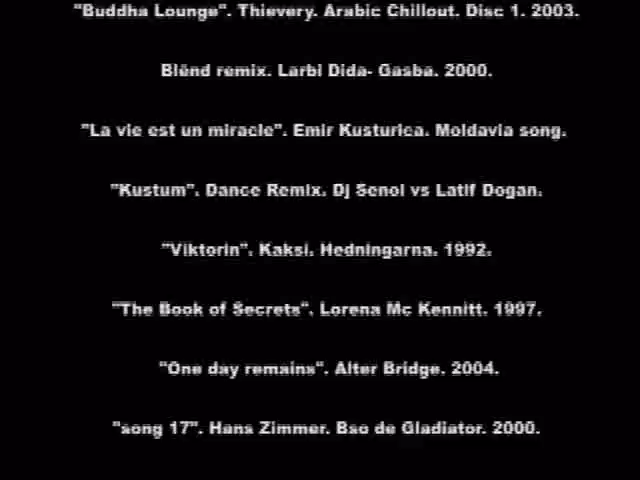 "Buddha Lounge". Thievery. Arabic Chillout. Disc 1. 2003.
Blend remix. Larbi Dida- Gasba. 2000.
"La vie est un miracle". Emir Kusturica. Moldavia song.
"Kustum". Dance Remix. Dj Senol vs Latif Dogan.
"Viktorin". Kaksi. Hedningarna. 1992.
"The Book of Secrets". Lorena Mc Kennitt. 1997.
"One day remains". Alter Bridge. 2004.
"song 17". Hans Zimmer. Bso de Gladiator. 2000.